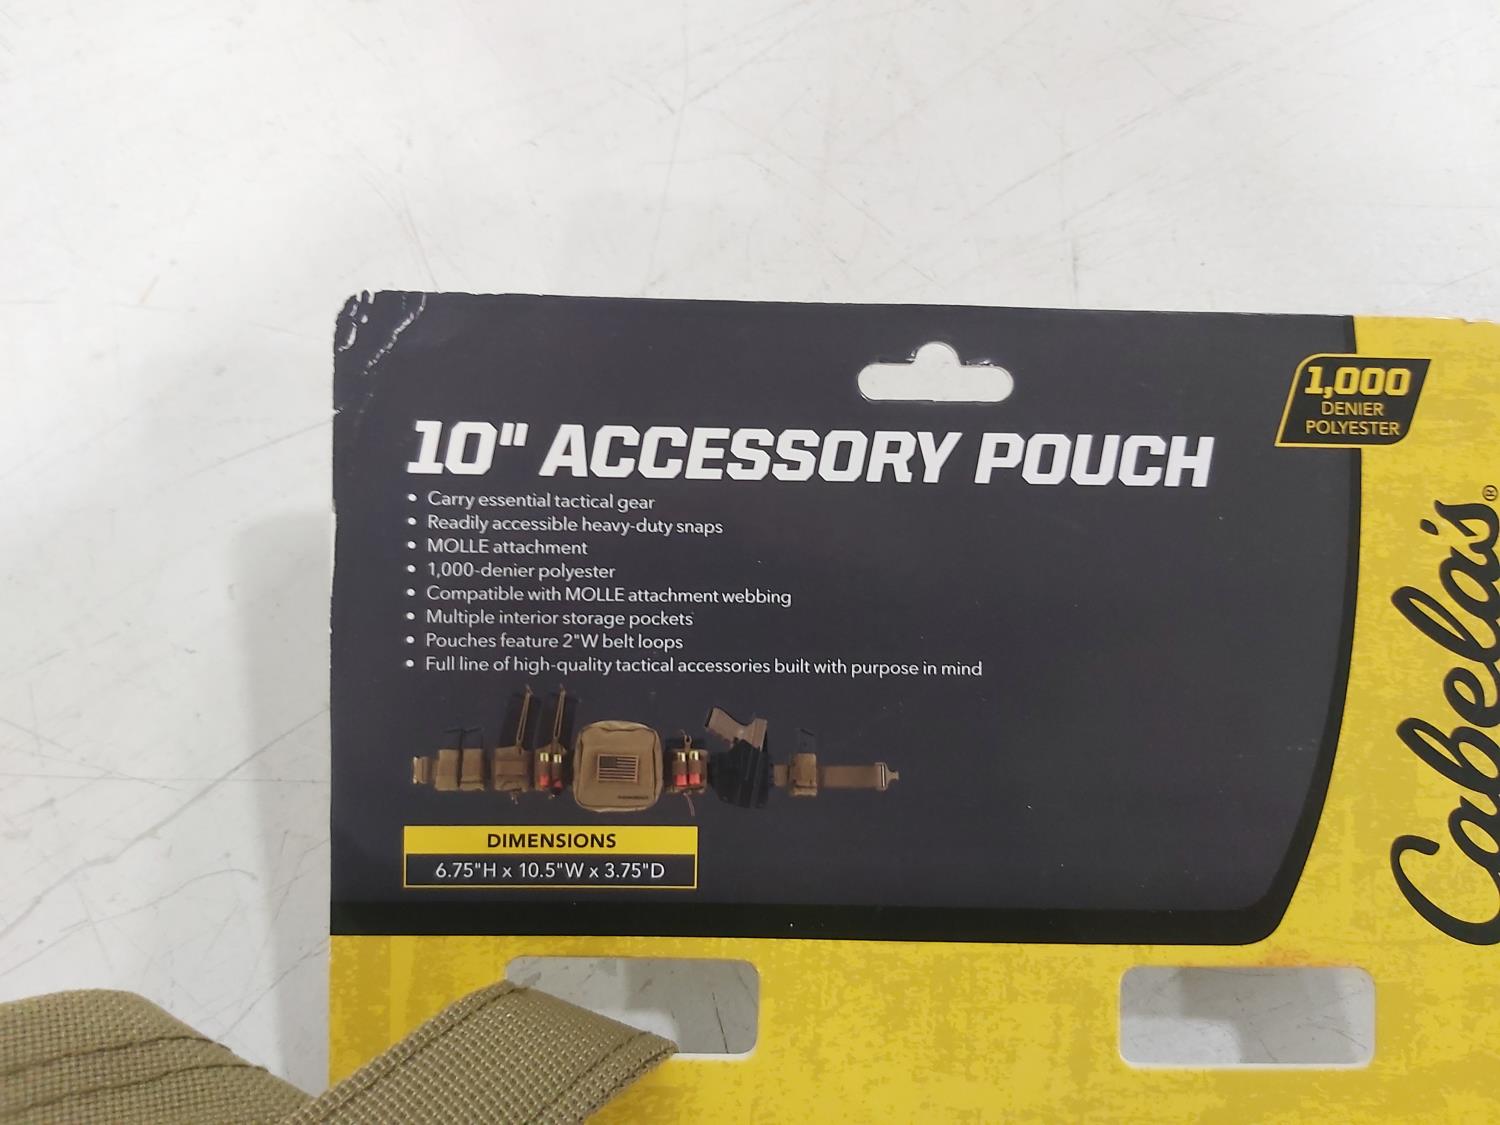 10" ACCESSORY POUCH
• Carry essential tactical gear
• Readily accessible heavy-duty snaps
• MOLLE attachment
• 1,000-denier polyester
• Compatible with MOLLE attachment webbing
• Multiple interior storage pockets
• Pouches feature 2"W belt loops
• Full line of high-quality tactical accessories built with purpose in mind
DIMENSIONS
6.75"H x 10.5"W x 3.75"D
1,000
DENIER
POLYESTER
Cabela's®